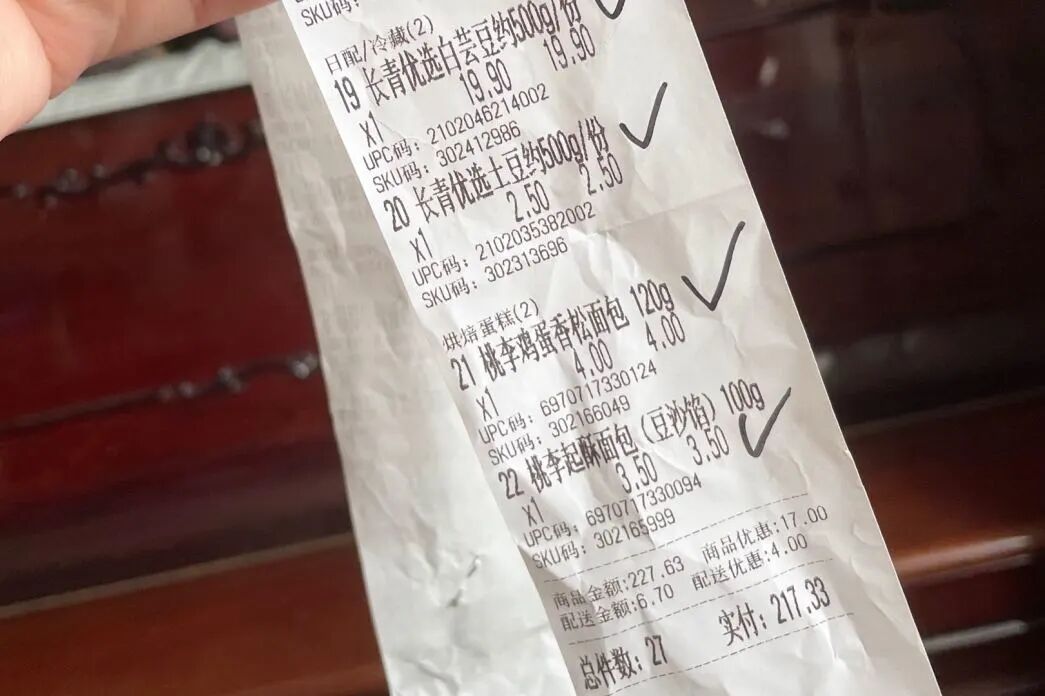 SKU码:
日配/冷藏(2)
19 长青优选白芸豆约500g/份
X1 19.90 19.90
UPC码: 2102046214002
SKU码: 302412986
20 长青优选土豆约500g/份
X1 2.50 2.50
UPC码: 2102035382002
SKU码: 302313696
烘焙蛋糕(2)
21 桃李鸡蛋香松面包 120g
X1 4.00 4.00
UPC码: 6970717330124
SKU码: 302166049
22 桃李起酥面包(豆沙馅) 100g
X1 3.50 3.50
UPC码: 6970717330094
SKU码: 302165999
商品金额:227.63 商品优惠:17.00
配送金额:6.70 配送优惠:4.00
总件数: 27 实付: 217.33